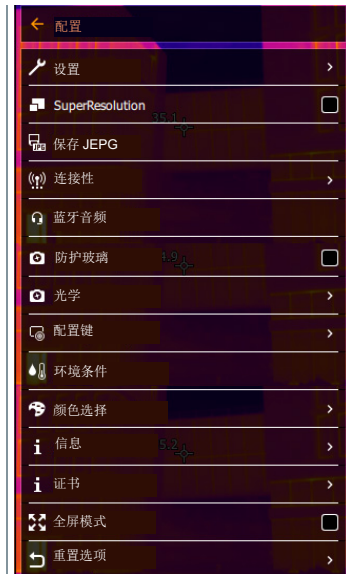 配置
设置
SuperResolution
35.1
保存 JEPG
连接性
蓝牙音频
防护玻璃
4.9
光学
配置键
环境条件
颜色选择
信息
5.2
证书
全屏模式
重置选项